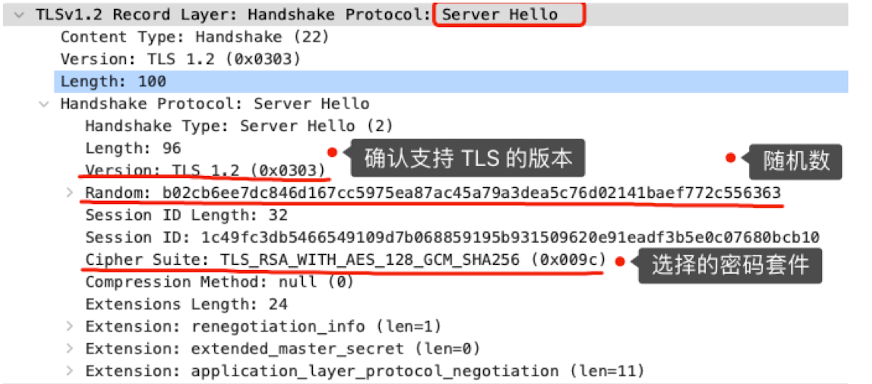 TLSv1.2 Record Layer: Handshake Protocol: Server Hello
Content Type: Handshake (22)
Version: TLS 1.2 (0x0303)
Length: 100
Handshake Protocol: Server Hello
Handshake Type: Server Hello (2)
Length: 96
确认支持 TLS 的版本
随机数
Version: TLS 1.2 (0x0303)
Random: b02cb6ee7dc846d167cc5975ea87ac45a79a3dea5c76d02141baef772c556363
Session ID Length: 32
Session ID: 1c49fc3db5466549109d7b068859195b931509620e91eadf3b5e0c07680bcb10
Cipher Suite: TLS_RSA_WITH_AES_128_GCM_SHA256 (0x009c)
选择的密码套件
Compression Method: null (0)
Extensions Length: 24
Extension: renegotiation_info (len=1)
Extension: extended_master_secret (len=0)
Extension: application_layer_protocol_negotiation (len=11)